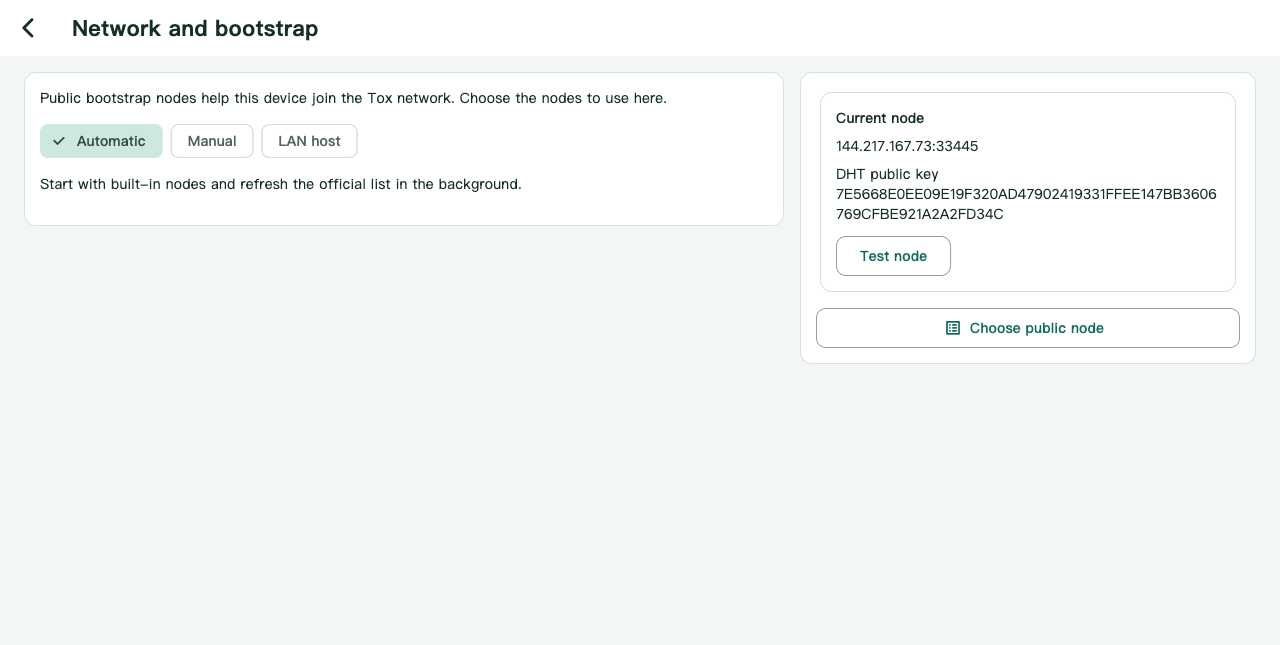 Network and bootstrap
Public bootstrap nodes help this device join the Tox network. Choose the nodes to use here.
Automatic
Manual
LAN host
Start with built-in nodes and refresh the official list in the background.
Current node
144.217.167.73:33445
DHT public key
7E5668E0EE09E19F320AD47902419331FFEE147BB3606
769CFBE921A2A2FD34C
Test node
Choose public node